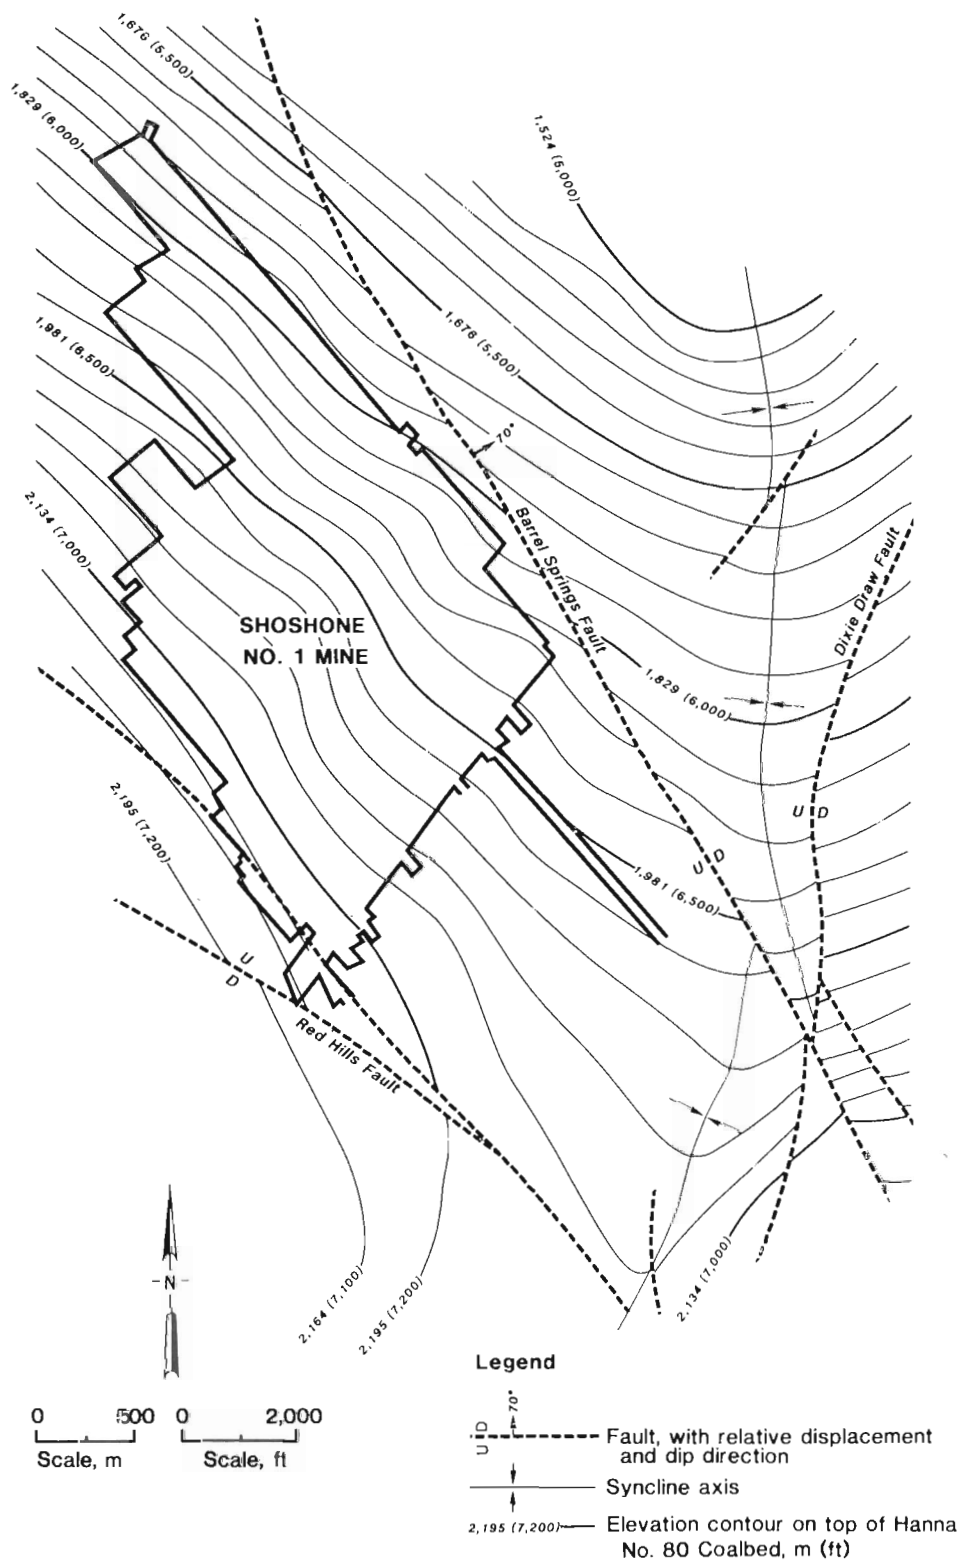 1,676 (5,500)
1,829 (6,000)
1,524 (5,000)
1,676 (5,500)
1,981 (6,500)
70°
2,134 (7,000)
Barrel Springs Fault
Dixie Draw Fault
SHOSHONE
NO. 1 MINE
1,829 (6,000)
2,195 (7,200)
U D
U D
1,981 (6,500)
U
D
Red Hills Fault
N
2,164 (7,100)
2,195 (7,200)
2,134 (7,000)
Legend
0 500
Scale, m
0 2,000
Scale, ft
U D 70°
Fault, with relative displacement
and dip direction
Syncline axis
2,195 (7,200)
Elevation contour on top of Hanna
No. 80 Coalbed, m (ft)